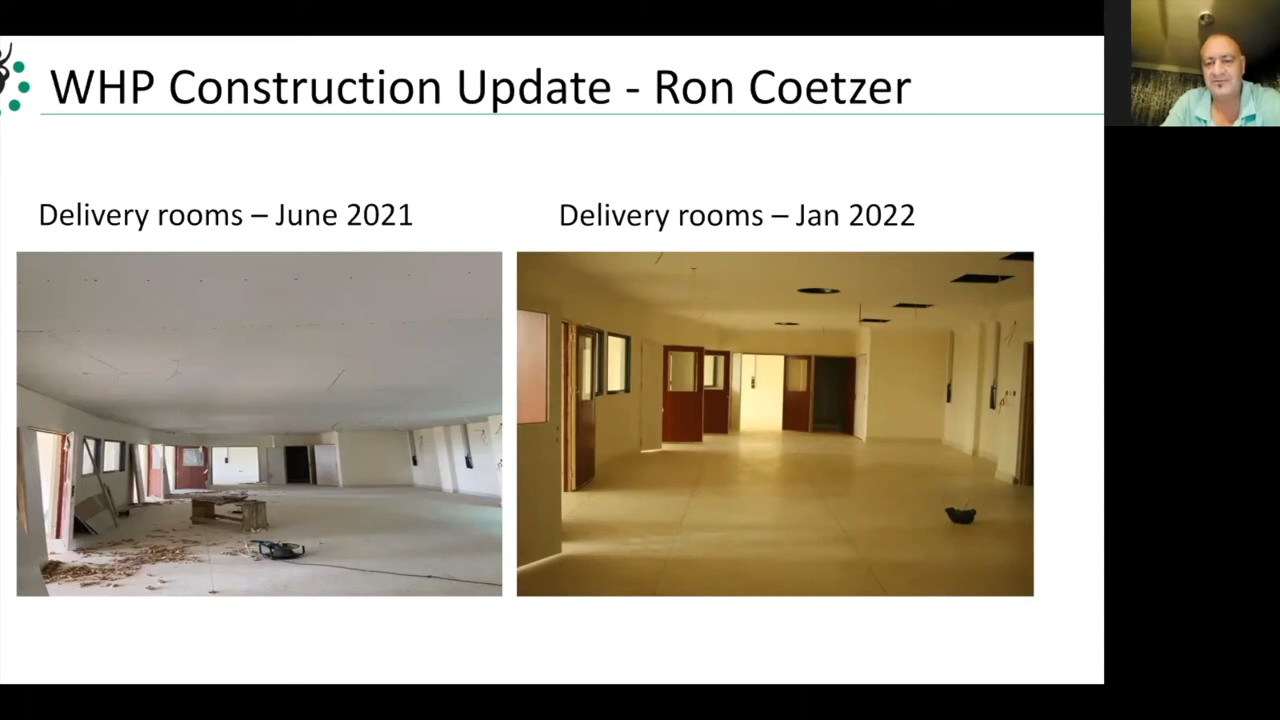 WHP Construction Update - Ron Coetzer
Delivery rooms – June 2021
Delivery rooms – Jan 2022